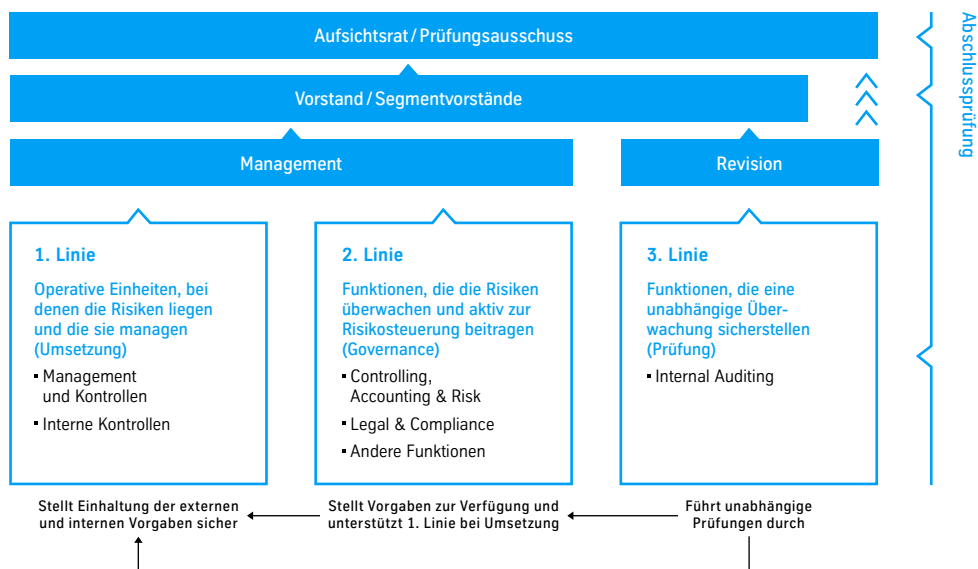 Aufsichtsrat / Prüfungsausschuss
Vorstand / Segmentvorstände
Management
Revision
Abschlussprüfung
1. Linie
Operative Einheiten, bei
denen die Risiken liegen
und die sie managen
(Umsetzung)
▪ Management
und Kontrollen
▪ Interne Kontrollen
2. Linie
Funktionen, die die Risiken
überwachen und aktiv zur
Risikosteuerung beitragen
(Governance)
▪ Controlling,
Accounting & Risk
▪ Legal & Compliance
▪ Andere Funktionen
3. Linie
Funktionen, die eine
unabhängige Über-
wachung sicherstellen
(Prüfung)
▪ Internal Auditing
Stellt Einhaltung der externen
und internen Vorgaben sicher
Stellt Vorgaben zur Verfügung und
unterstützt 1. Linie bei Umsetzung
Führt unabhängige
Prüfungen durch